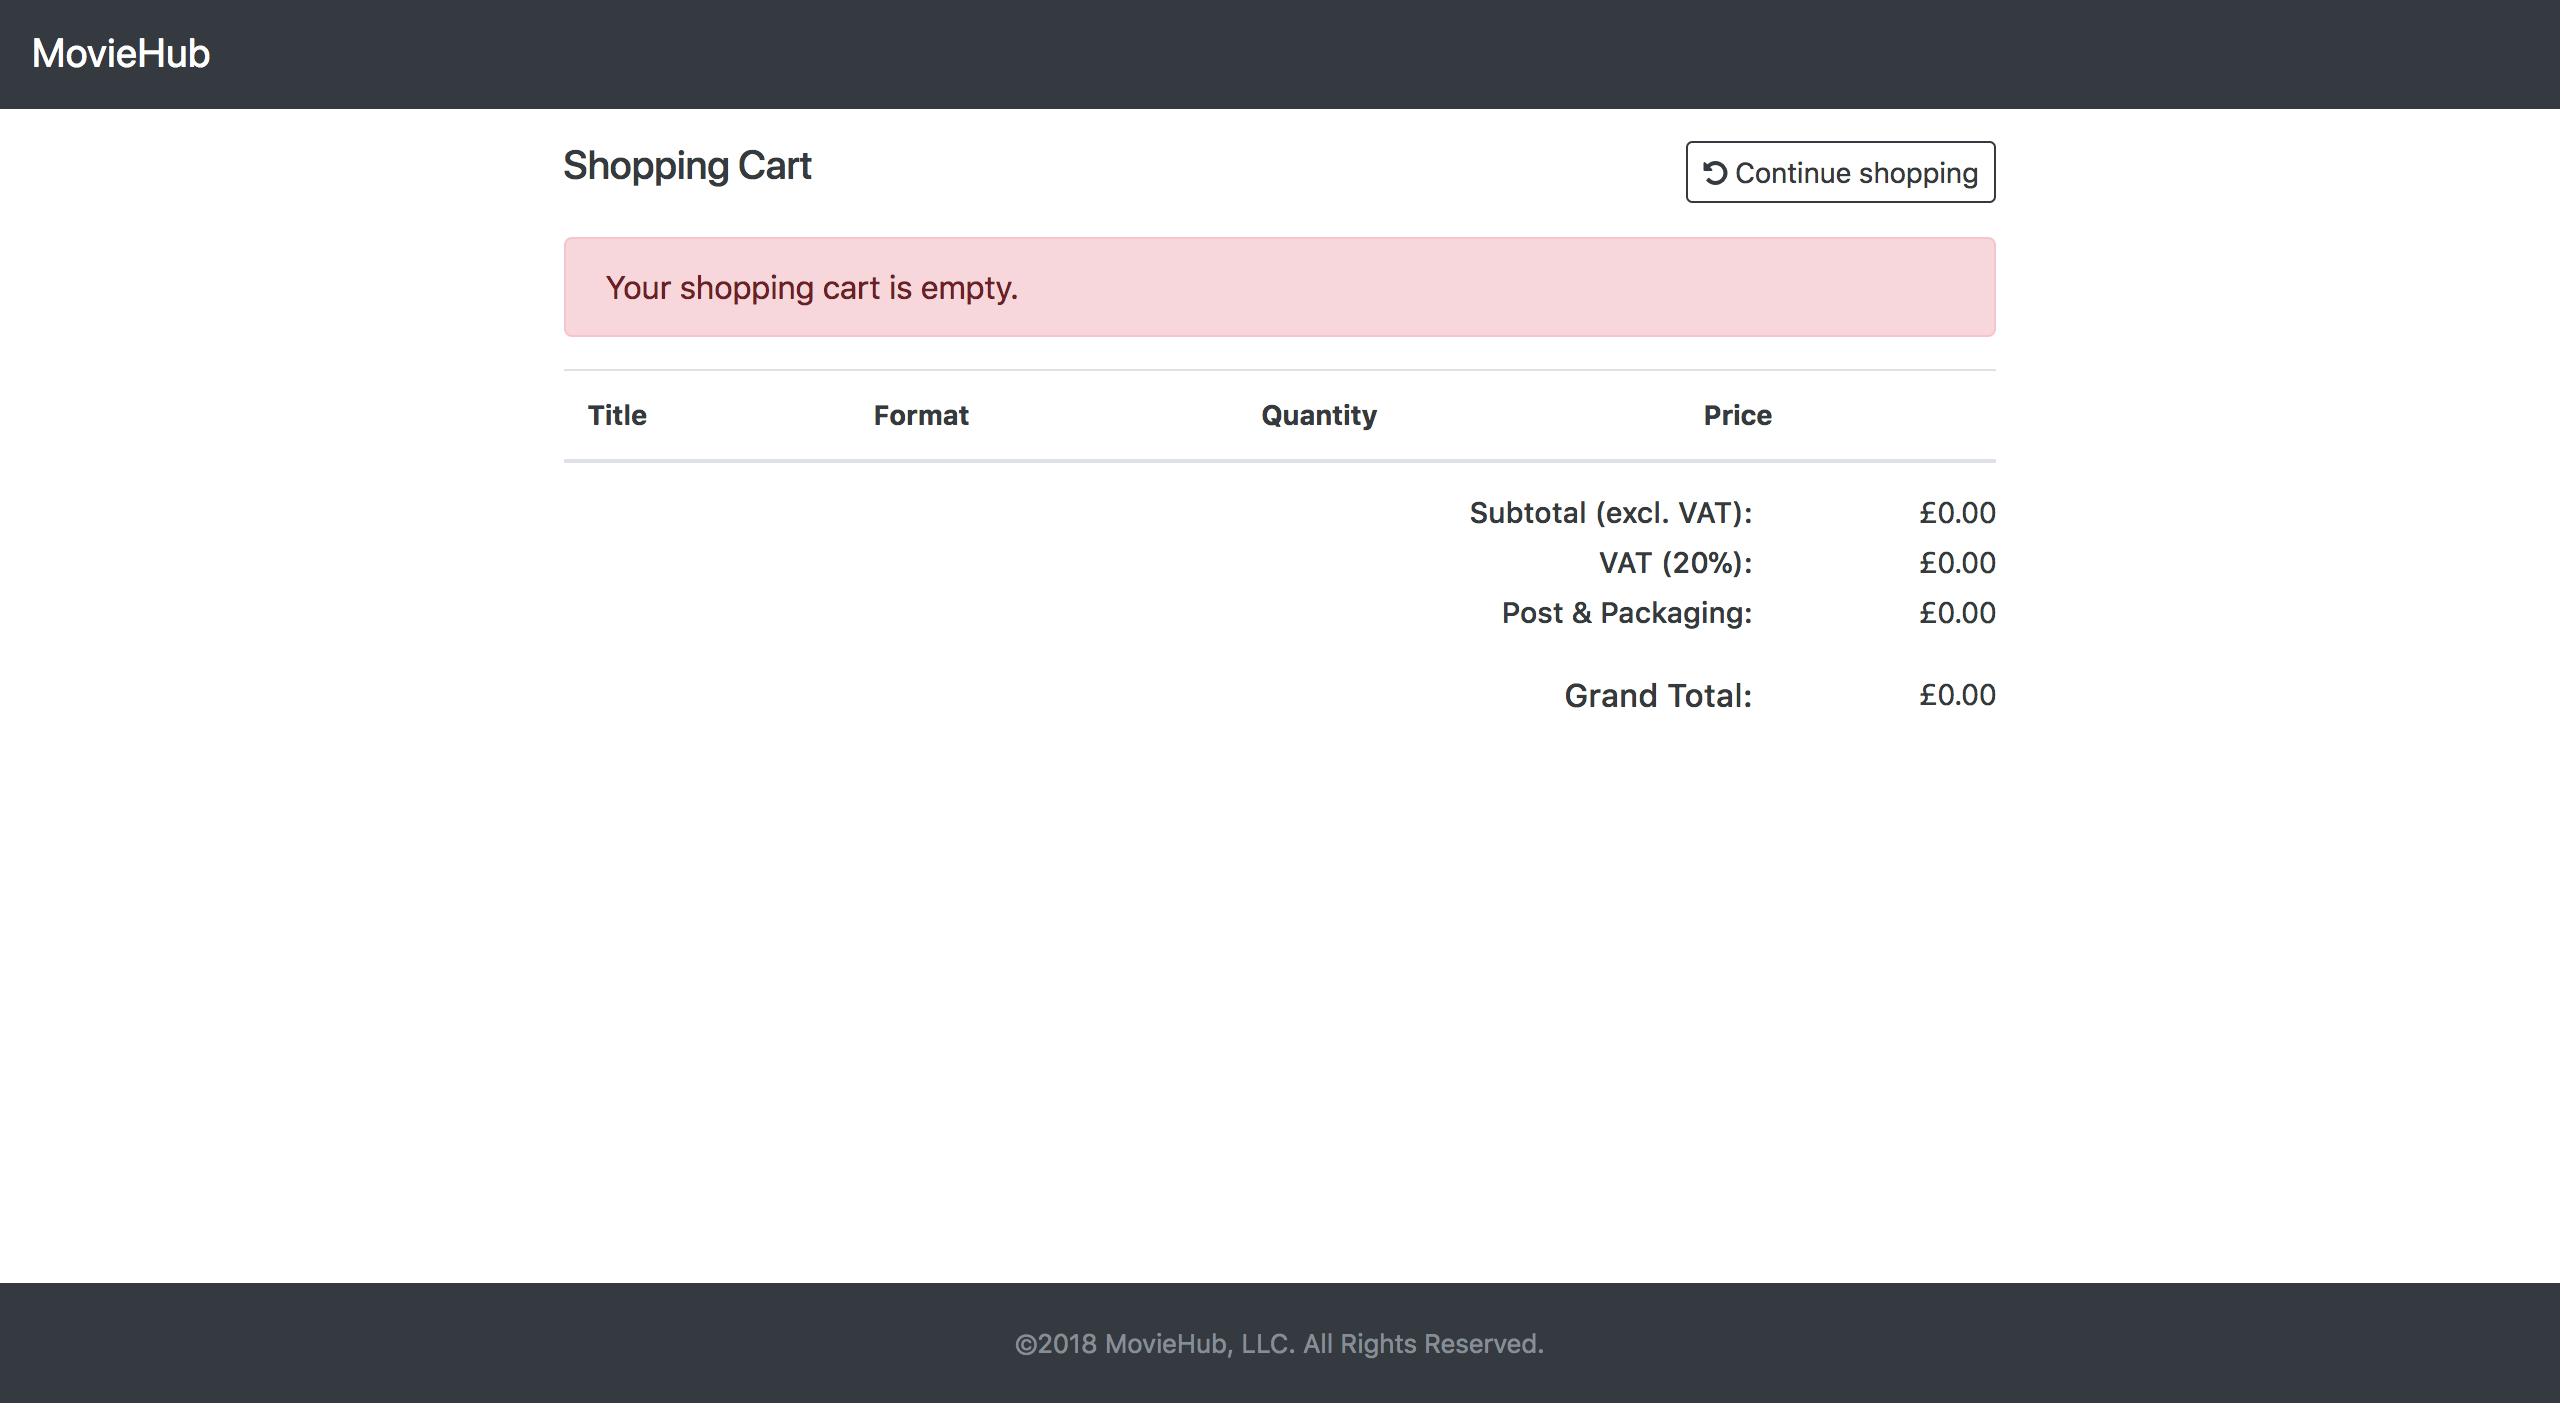 MovieHub
Shopping Cart
Continue shopping
Your shopping cart is empty.
Title Format Quantity Price
Subtotal (excl. VAT): £0.00
VAT (20%): £0.00
Post & Packaging: £0.00
Grand Total: £0.00
©2018 MovieHub, LLC. All Rights Reserved.